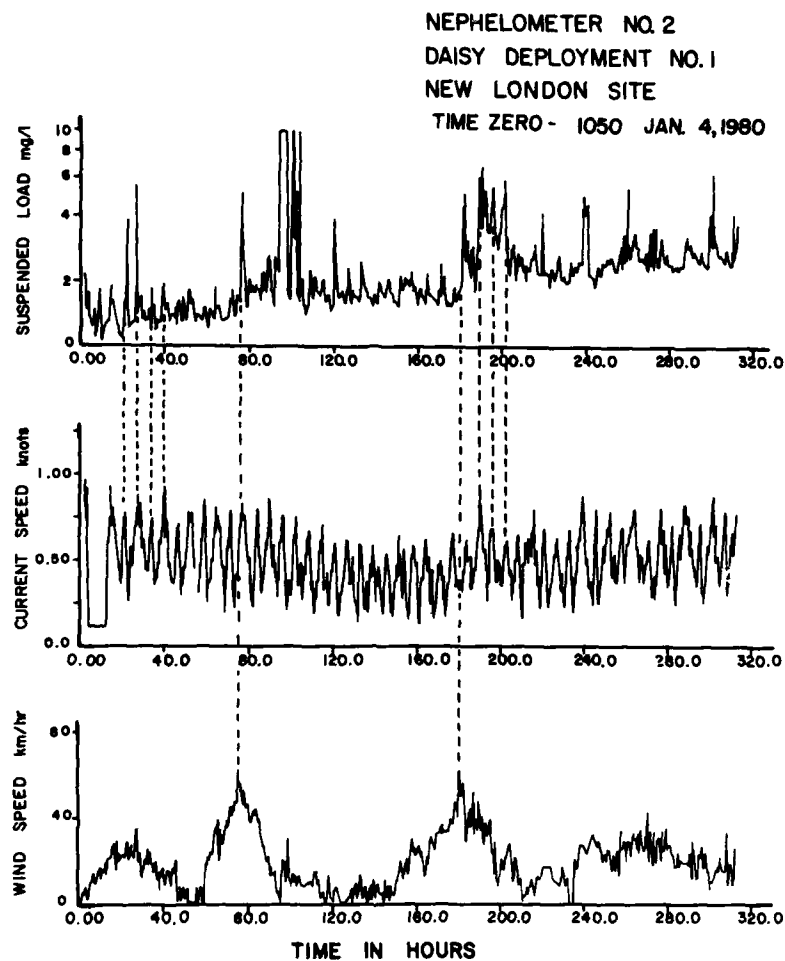 NEPHELOMETER NO. 2
DAISY DEPLOYMENT NO. 1
NEW LONDON SITE
TIME ZERO - 1050 JAN. 4, 1980
SUSPENDED LOAD mg/l
10
8
6
4
2
0
0.00 40.0 80.0 120.0 160.0 200.0 240.0 280.0 320.0
CURRENT SPEED knots
1.00
0.50
0.0
0.00 40.0 80.0 120.0 160.0 200.0 240.0 280.0 320.0
WIND SPEED km/hr
80
40
0
0.00 40.0 80.0 120.0 160.0 200.0 240.0 280.0 320.0
TIME IN HOURS